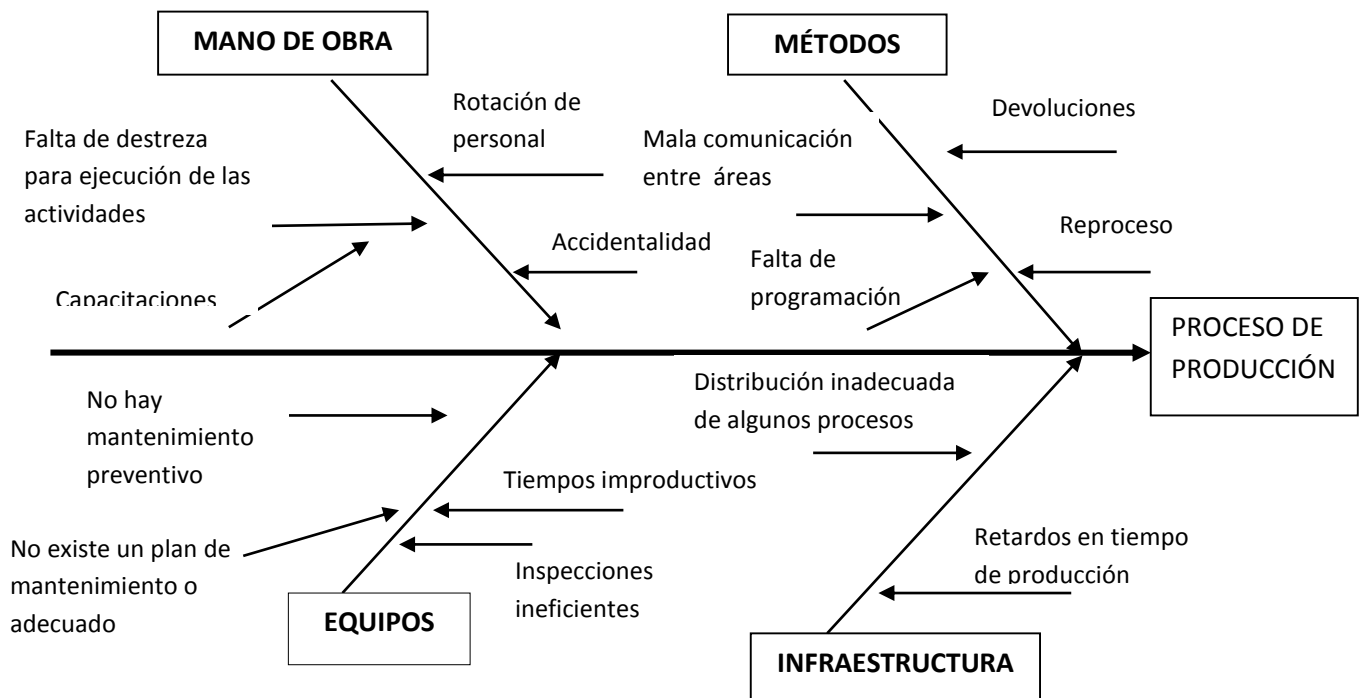 MANO DE OBRA
MÉTODOS
Rotación de
personal
Falta de destreza
para ejecución de las
actividades
Accidentalidad
Capacitaciones
Devoluciones
Mala comunicación
entre áreas
Reproceso
Falta de
programación
PROCESO DE
PRODUCCIÓN
No hay
mantenimiento
preventivo
Tiempos improductivos
No existe un plan de
mantenimiento o
adecuado
Inspecciones
ineficientes
EQUIPOS
Distribución inadecuada
de algunos procesos
Retardos en tiempo
de producción
INFRAESTRUCTURA